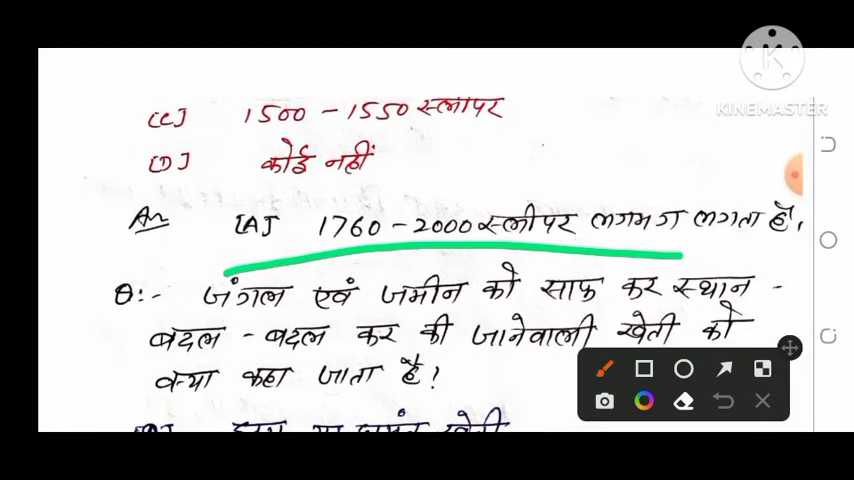 KINEMASTER
(C) 1500 - 1550 स्लीपर
(D) कोई नहीं
An [A] 1760 - 2000 स्लीपर लगभग लगता है।
Q:- जंगल एवं जमीन को साफ कर स्थान -
बदल - बदल कर की जानेवाली खेती को
क्या कहा जाता है?
खेती